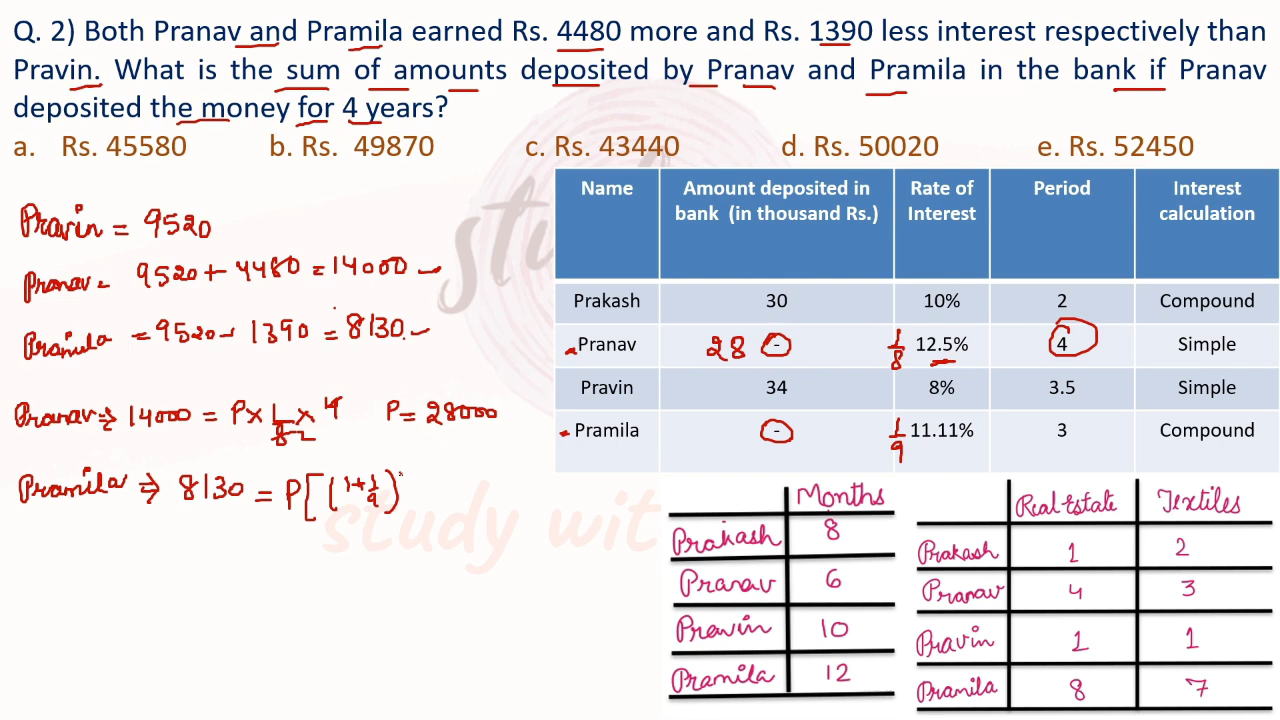 Q. 2) Both Pranav and Pramila earned Rs. 4480 more and Rs. 1390 less interest respectively than
Pravin. What is the sum of amounts deposited by Pranav and Pramila in the bank if Pranav
deposited the money for 4 years?
a. Rs. 45580 b. Rs. 49870 c. Rs. 43440 d. Rs. 50020 e. Rs. 52450
Name Amount deposited in bank (in thousand Rs.) Rate of Interest Period Interest calculation
Prakash 30 10% 2 Compound
Pranav 28 - 1/8 12.5% 4 Simple
Pravin 34 8% 3.5 Simple
Pramila - 1/9 11.11% 3 Compound
Pravin = 9520
Pranav = 9520 + 4480 = 14000
Pramila = 9520 - 1390 = 8130
Pranav ⇒ 14000 = P × 1/8 × 4 P = 28000
Pramila ⇒ 8130 = P[(1+1/9)
Months
Prakash 8
Pranav 6
Pravin 10
Pramila 12
Real Estate Textiles
Prakash 1 2
Pranav 4 3
Pravin 1 1
Pramila 8 7
study wit